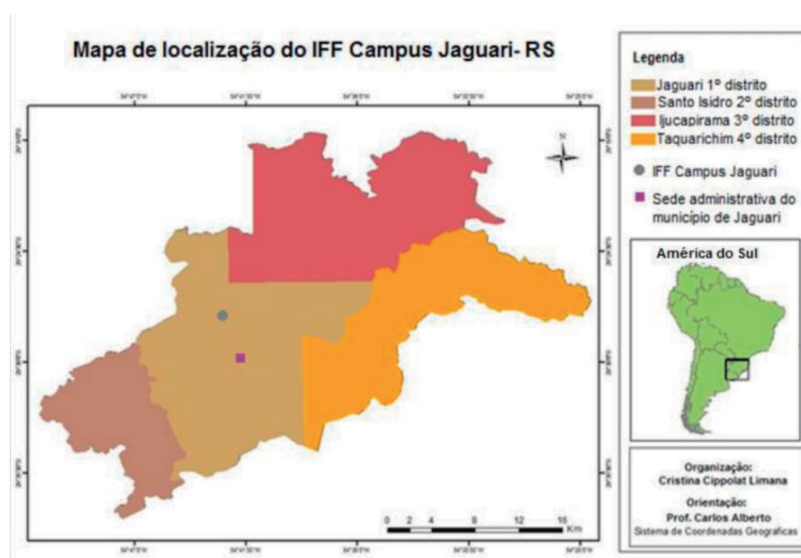 Mapa de localização do IFF Campus Jaguari- RS
Legenda
Jaguari 1º distrito
Santo Isidro 2º distrito
Ijucapirama 3º distrito
Taquarichim 4º distrito
IFF Campus Jaguari
Sede administrativa do
município de Jaguari
N
América do Sul
0 2 4 8 12 16
Km
Organização:
Cristina Cippolat Limana
Orientação:
Prof. Carlos Alberto
Sistema de Coordenadas Geograficas